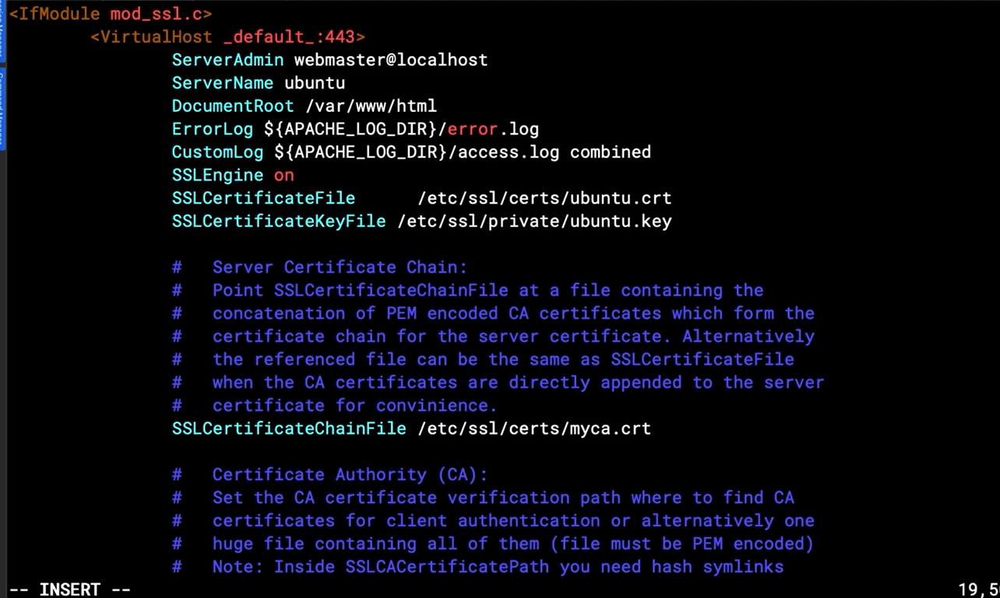 <IfModule mod_ssl.c>
<VirtualHost _default_:443>
ServerAdmin webmaster@localhost
ServerName ubuntu
DocumentRoot /var/www/html
ErrorLog ${APACHE_LOG_DIR}/error.log
CustomLog ${APACHE_LOG_DIR}/access.log combined
SSLEngine on
SSLCertificateFile /etc/ssl/certs/ubuntu.crt
SSLCertificateKeyFile /etc/ssl/private/ubuntu.key
# Server Certificate Chain:
# Point SSLCertificateChainFile at a file containing the
# concatenation of PEM encoded CA certificates which form the
# certificate chain for the server certificate. Alternatively
# the referenced file can be the same as SSLCertificateFile
# when the CA certificates are directly appended to the server
# certificate for convinience.
SSLCertificateChainFile /etc/ssl/certs/myca.crt
# Certificate Authority (CA):
# Set the CA certificate verification path where to find CA
# certificates for client authentication or alternatively one
# huge file containing all of them (file must be PEM encoded)
# Note: Inside SSLCACertificatePath you need hash symlinks
-- INSERT --